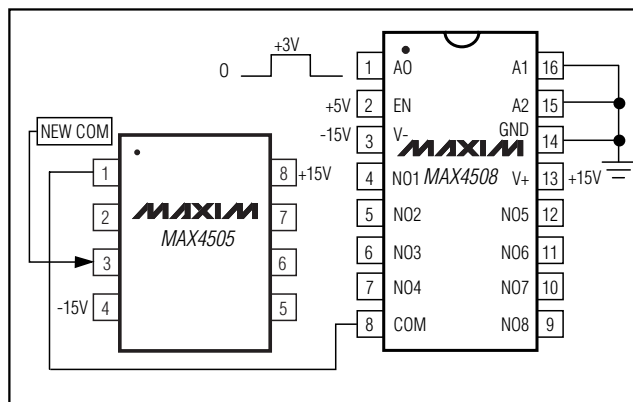 +3V
0
1 A0 A1 16
+5V 2 EN A2 15
-15V 3 V- GND 14
NEW COM
MAXIM
MAX4508
4 NO1 V+ 13 +15V
5 NO2 NO5 12
6 NO3 NO6 11
7 NO4 NO7 10
8 COM NO8 9
1 8 +15V
MAXIM
MAX4505
2 7
3 6
-15V 4 5